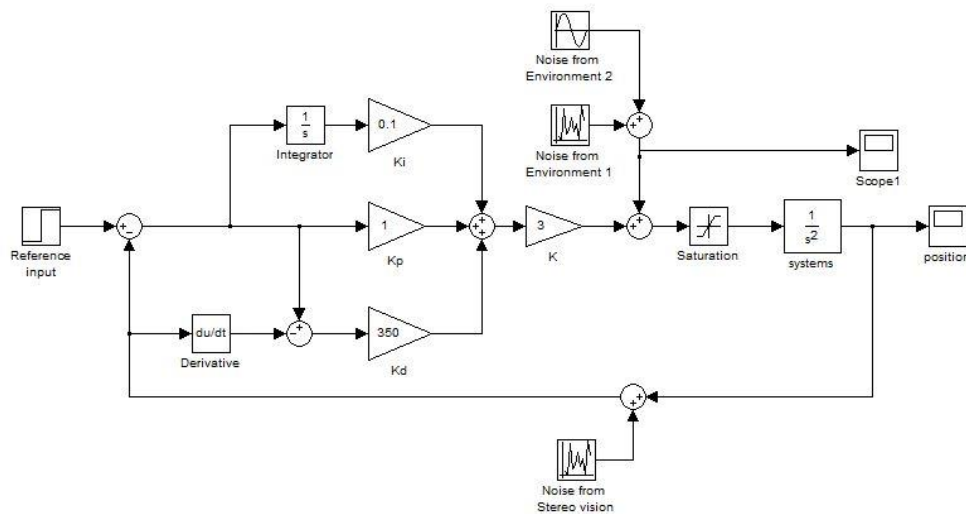 Noise from
Environment 2
1
s
Integrator
0.1
Ki
Noise from
Environment 1
Scope1
Reference
input
1
Kp
3
K
Saturation
1
s2
systems
position
du/dt
Derivative
350
Kd
Noise from
Stereo vision